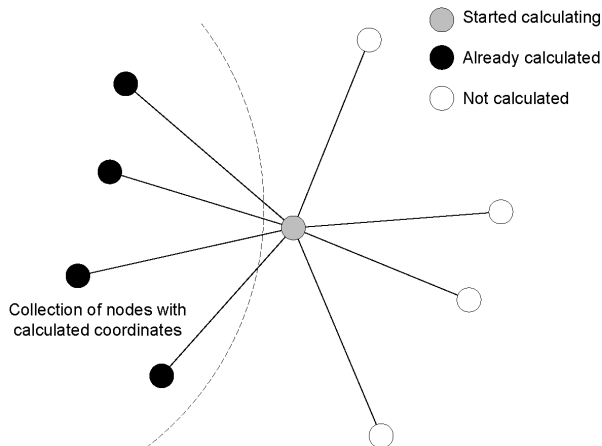 Started calculating
Already calculated
Not calculated
Collection of nodes with
calculated coordinates